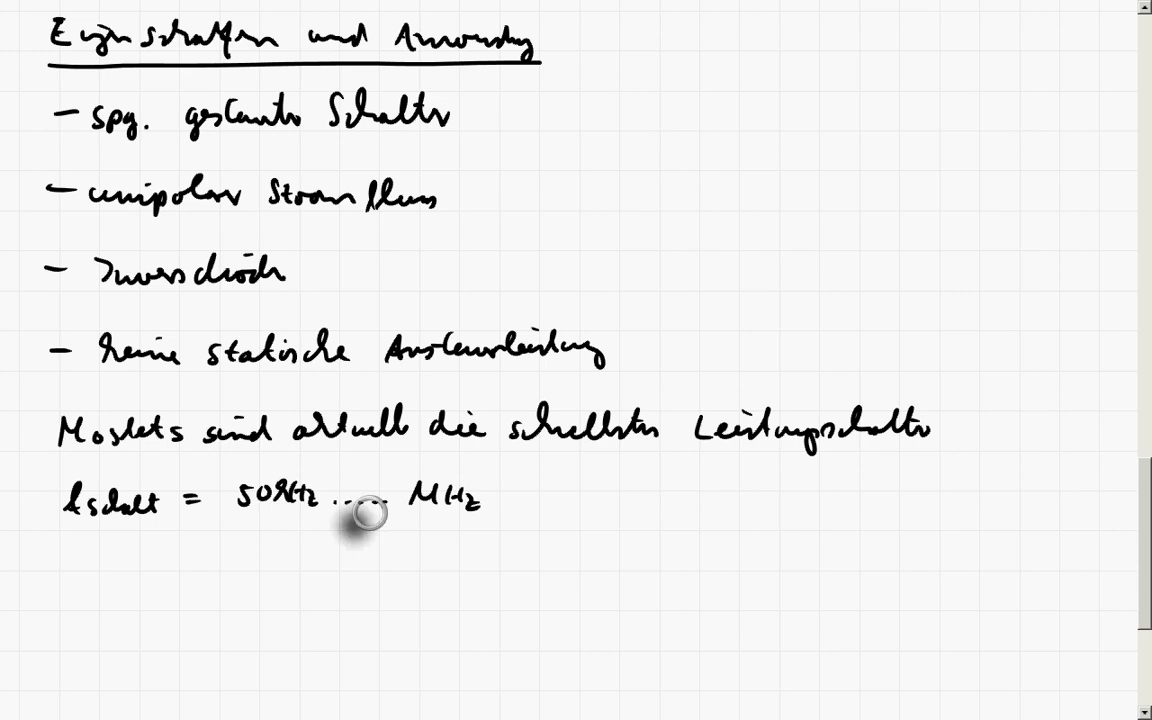 Eigenschaften und Anwendung
- spg. gesteuerter Schalter
- unipolarer Stromfluss
- Inversdiode
- keine statische Ansteuerleistung
Mosfets sind aktuell die schnellsten Leistungsschalter
fschalt = 50kHz ..... MHz